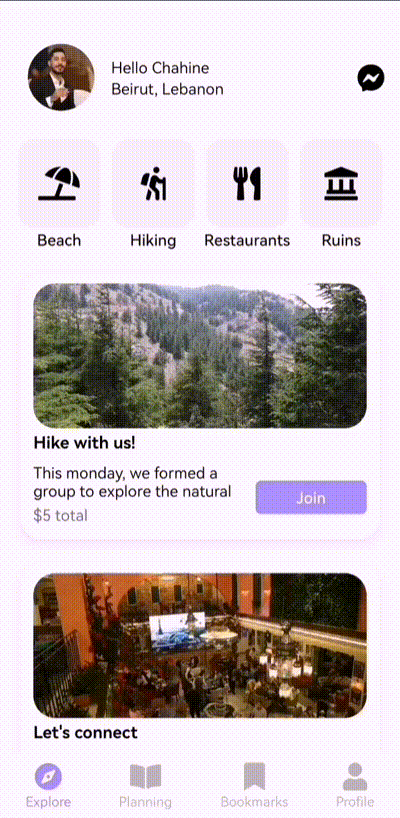 Hello Chahine
Beirut, Lebanon
Beach
Hiking
Restaurants
Ruins
Hike with us!
This monday, we formed a
group to explore the natural
$5 total
Join
Let's connect
Explore
Planning
Bookmarks
Profile